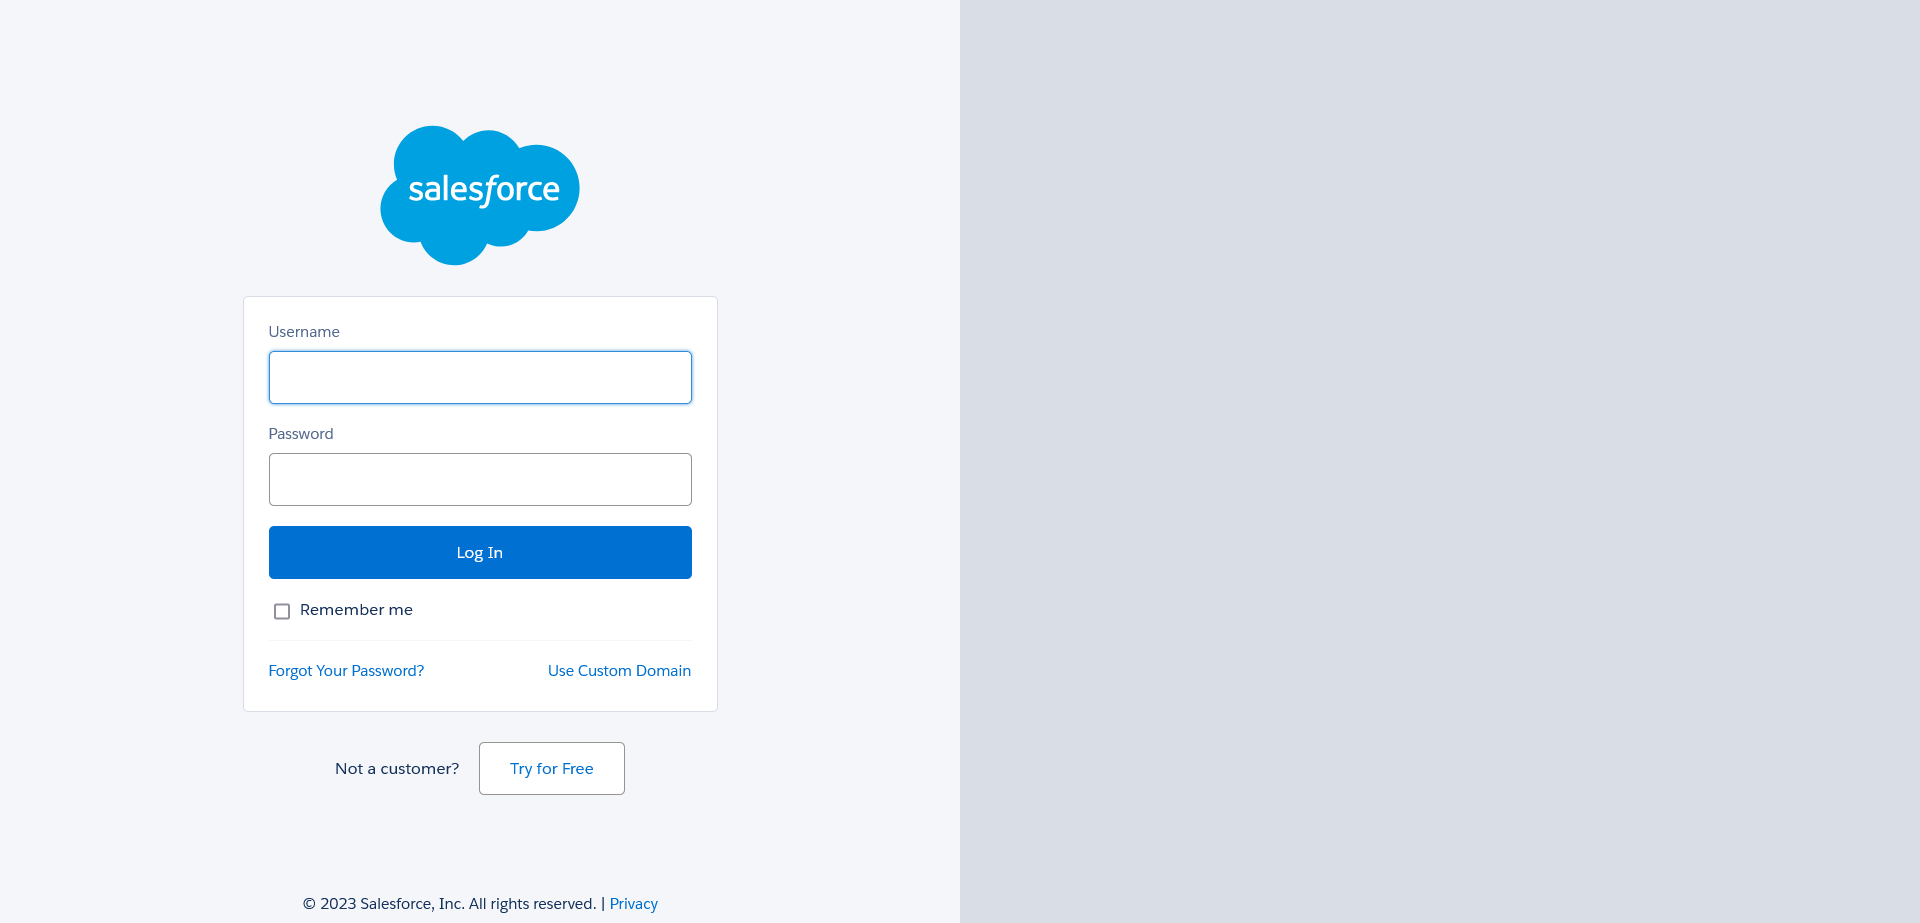 salesforce
Username
Password
Log In
Remember me
Forgot Your Password? Use Custom Domain
Not a customer? Try for Free
© 2023 Salesforce, Inc. All rights reserved. | Privacy